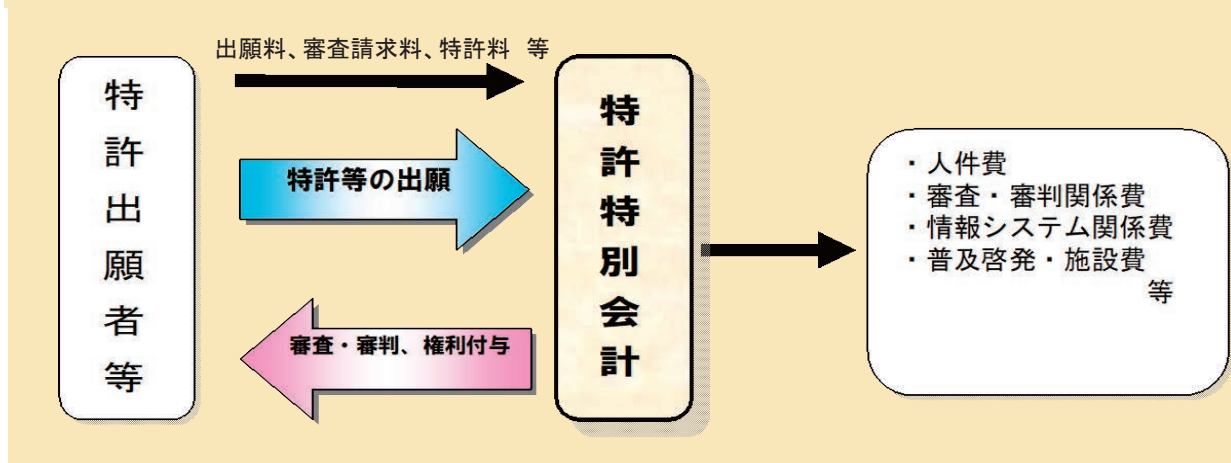 出願料、審査請求料、特許料　等
特許出願者等
特許等の出願
審査・審判、権利付与
特許特別会計
・人件費
・審査・審判関係費
・情報システム関係費
・普及啓発・施設費
等